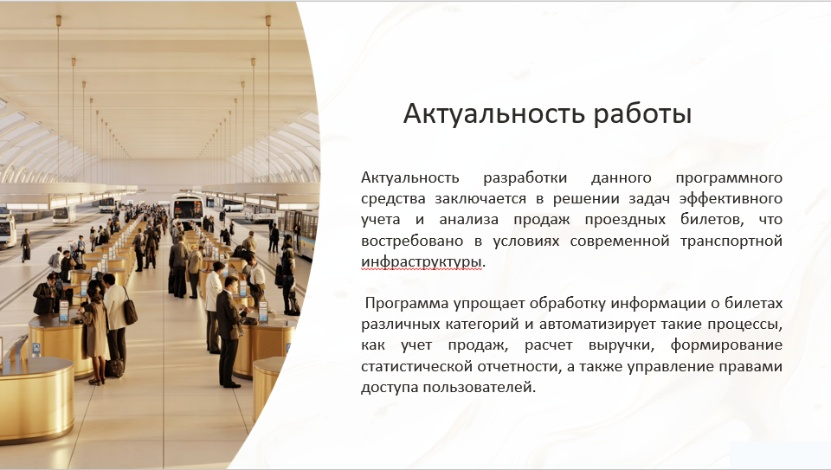 Актуальность работы
Актуальность разработки данного программного
средства заключается в решении задач эффективного
учета и анализа продаж проездных билетов, что
востребовано в условиях современной транспортной
инфраструктуры.
Программа упрощает обработку информации о билетах
различных категорий и автоматизирует такие процессы,
как учет продаж, расчет выручки, формирование
статистической отчетности, а также управление правами
доступа пользователей.